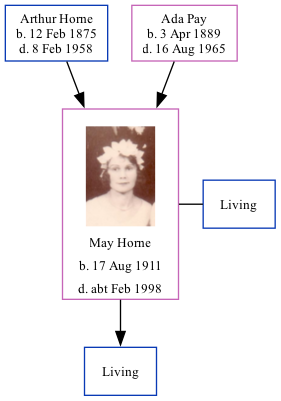 Arthur Horne
b. 12 Feb 1875
d. 8 Feb 1958
Ada Pay
b. 3 Apr 1889
d. 16 Aug 1965
May Horne
b. 17 Aug 1911
d. abt Feb 1998
Living
Living